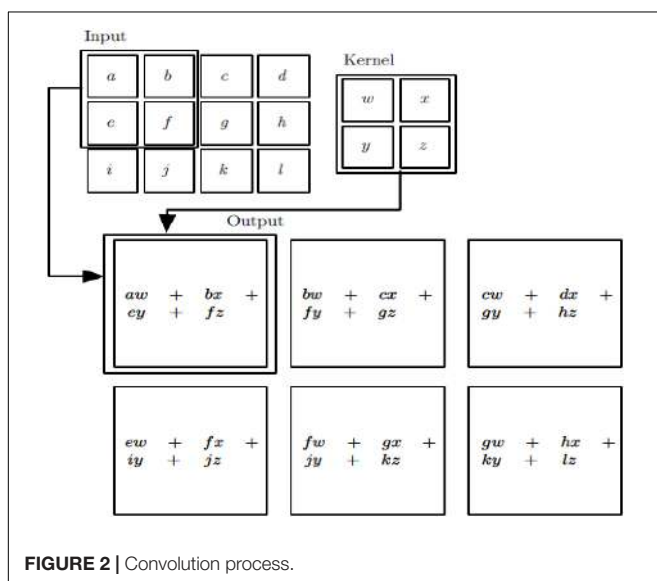 Input
Kernel
a b c d
w x
e f g h
y z
i j k l
Output
aw + bx +
ey + fz
bw + cx +
fy + gz
cw + dx +
gy + hz
ew + fx +
iy + jz
fw + gx +
jy + kz
gw + hx +
ky + lz
FIGURE 2 | Convolution process.